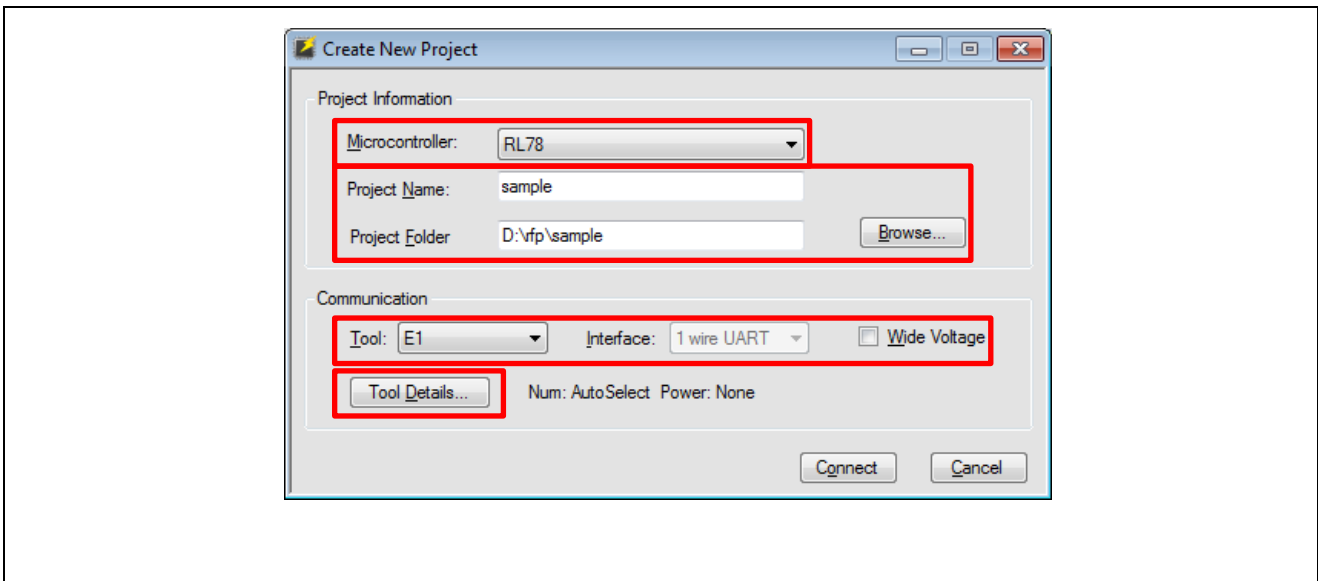 Create New Project
Project Information
Microcontroller: RL78
Project Name: sample
Project Folder D:\rfp\sample Browse...
Communication
Tool: E1 Interface: 1 wire UART Wide Voltage
Tool Details... Num: AutoSelect Power: None
Connect Cancel